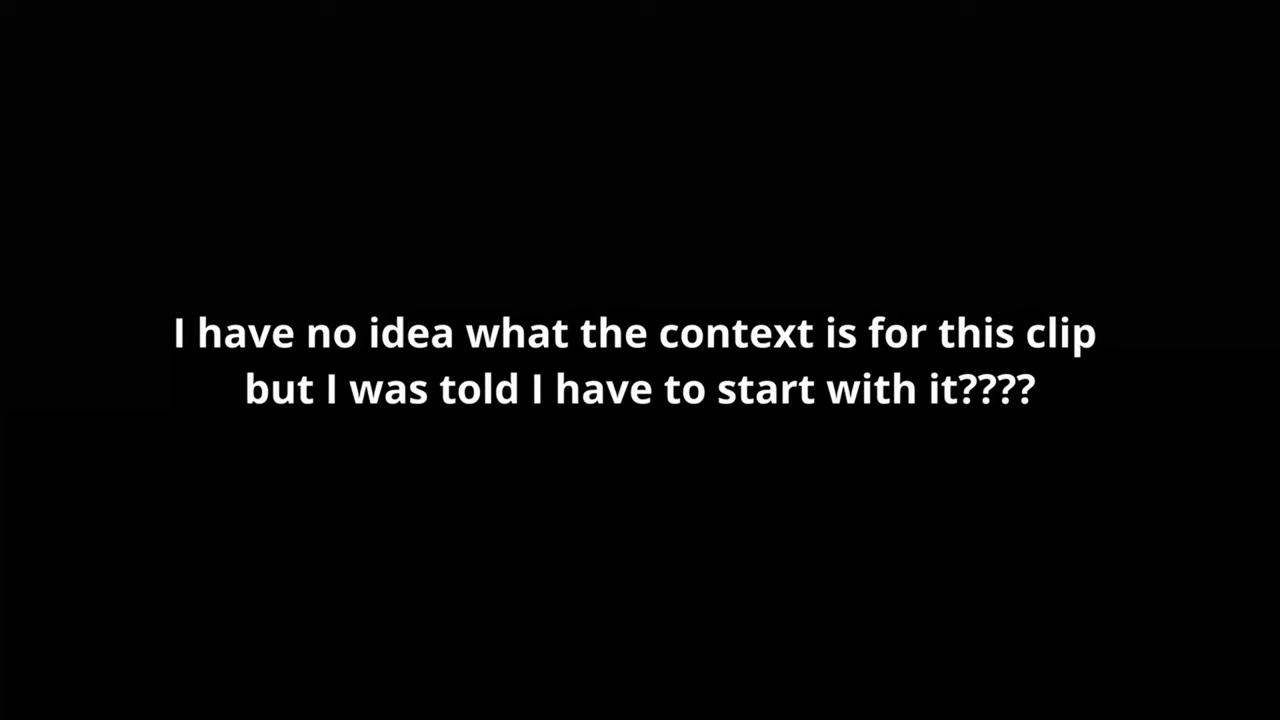 I have no idea what the context is for this clip
but I was told I have to start with it????